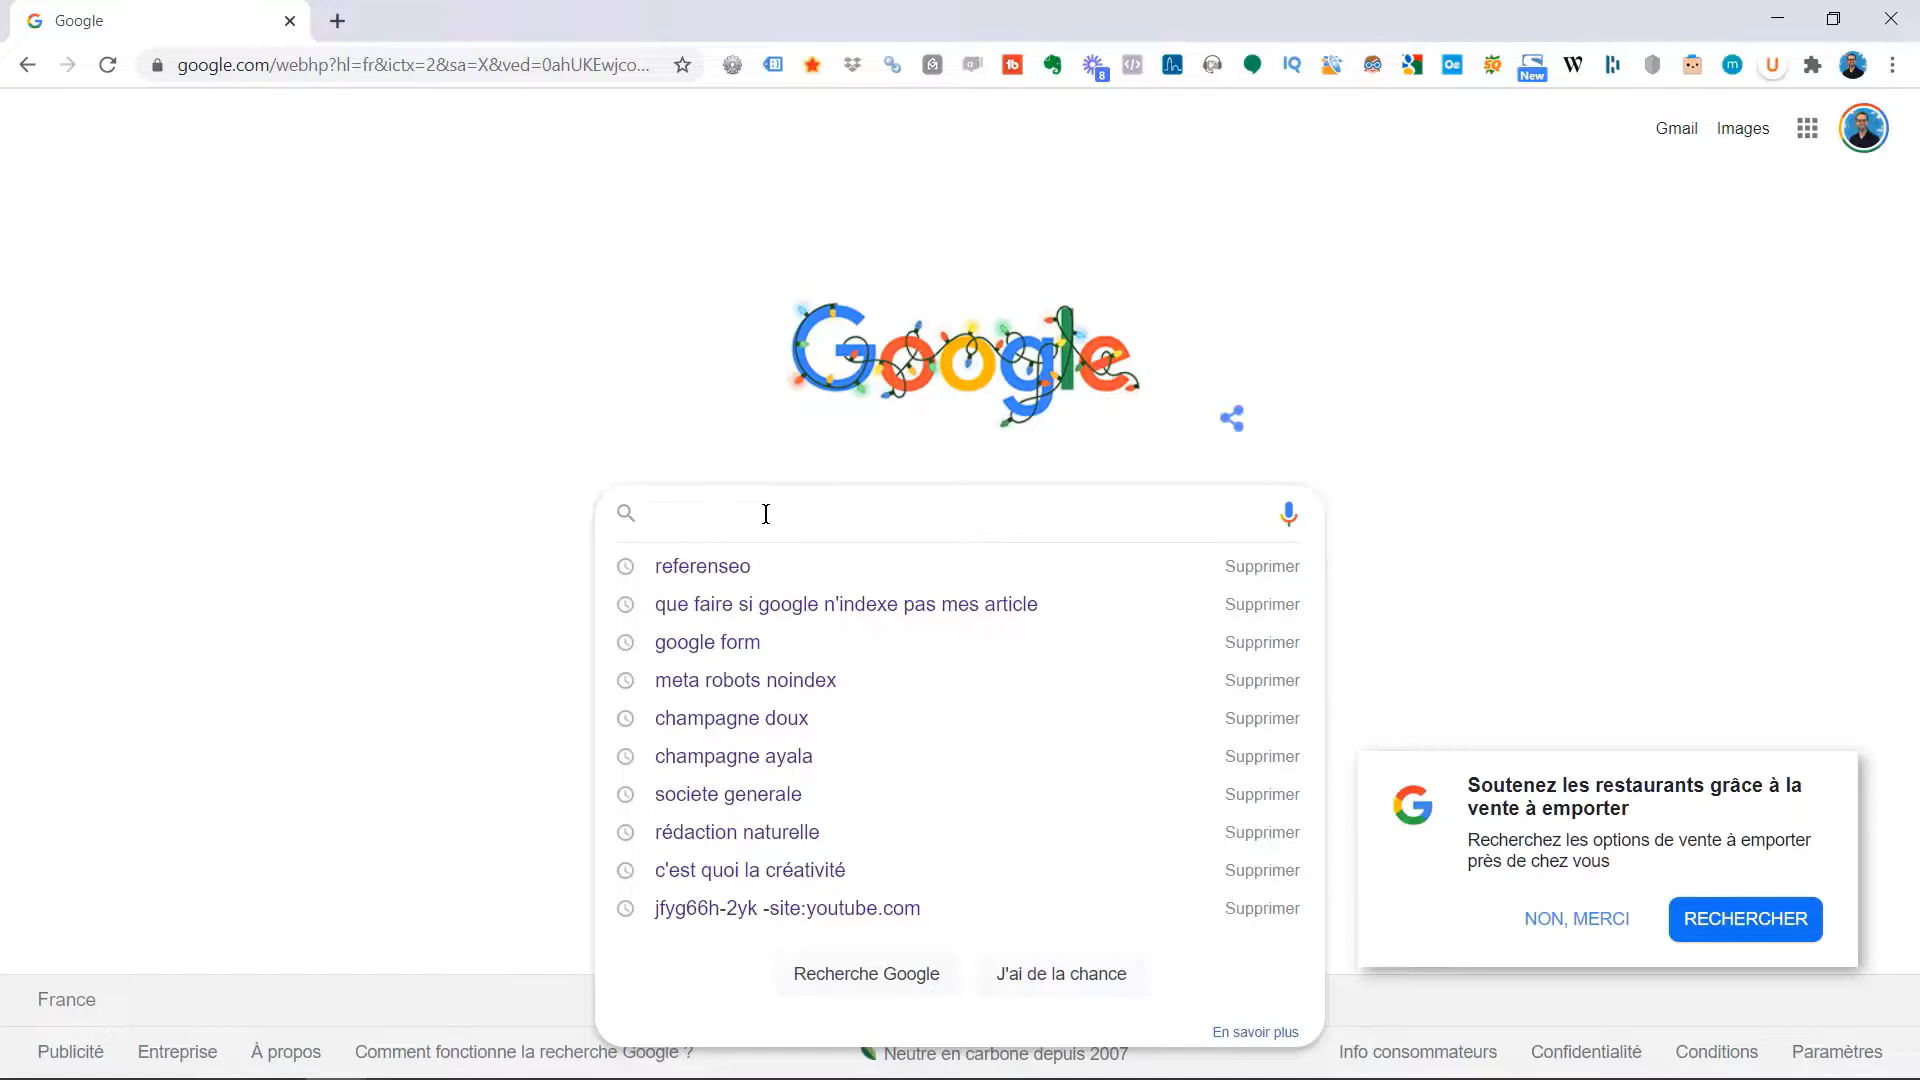 Google
google.com/webhp?hl=fr&ictx=2&sa=X&ved=0ahUKEwjco...
8
New
Gmail Images
Google
referenseo Supprimer
que faire si google n'indexe pas mes article Supprimer
google form Supprimer
meta robots noindex Supprimer
champagne doux Supprimer
champagne ayala Supprimer
societe generale Supprimer
rédaction naturelle Supprimer
c'est quoi la créativité Supprimer
jfyg66h-2yk -site:youtube.com Supprimer
Recherche Google J'ai de la chance
En savoir plus
Soutenez les restaurants grâce à la
vente à emporter
Recherchez les options de vente à emporter
près de chez vous
NON, MERCI RECHERCHER
France
Publicité Entreprise À propos Comment fonctionne la recherche Google ? Neutre en carbone depuis 2007 Info consommateurs Confidentialité Conditions Paramètres